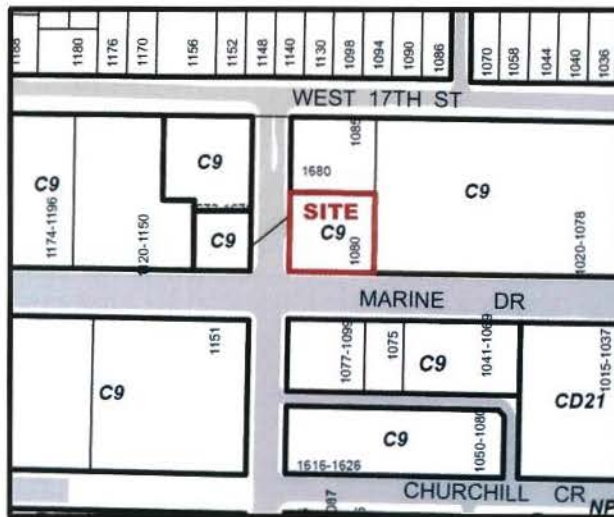 1180
1176
1170
1156
1152
1148
1140
1130
1098
1094
1090
1086
1070
1058
1044
1040
1036
WEST 17TH ST
C9
1174-1196
1120-1150
C9
C9
1680
1085
SITE
C9
1080
C9
1020-1078
MARINE DR
C9
1151
1077-1099
1075
C9
1041-1069
CD21
1015-1037
C9
1616-1626
1050-1080
CHURCHILL CR